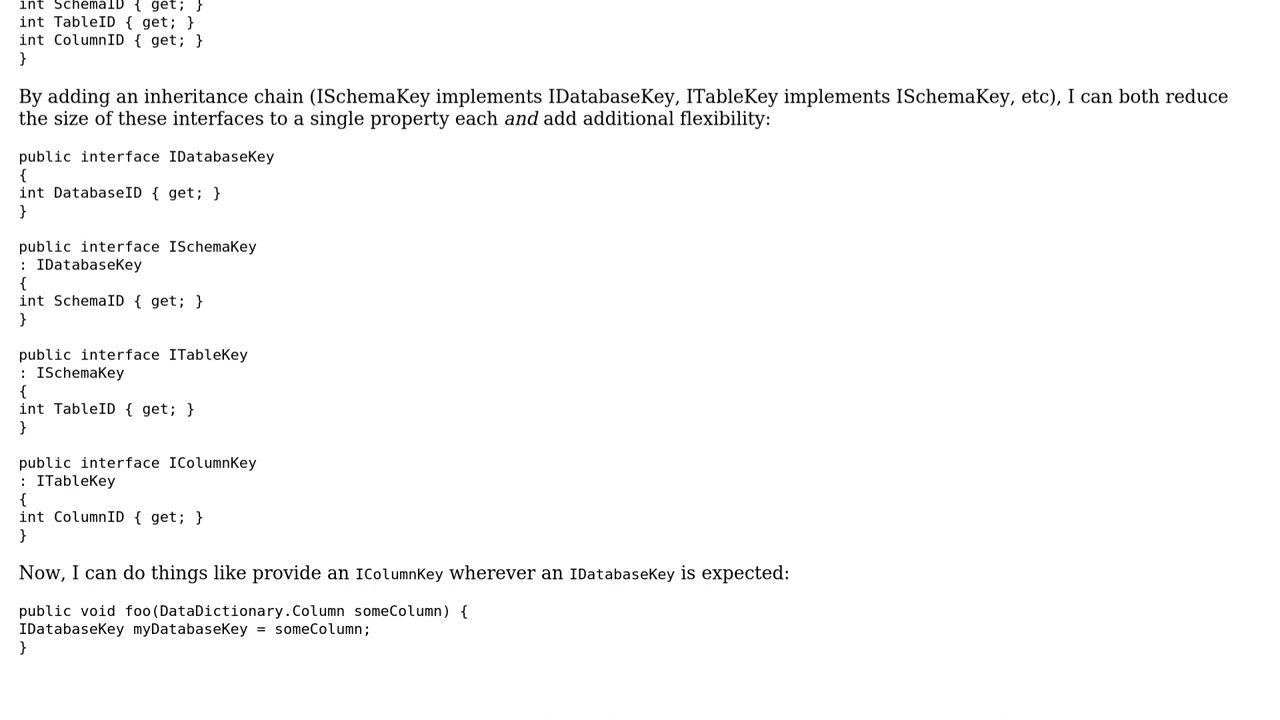 int SchemaID { get; }
int TableID { get; }
int ColumnID { get; }
}
By adding an inheritance chain (ISchemaKey implements IDatabaseKey, ITableKey implements ISchemaKey, etc), I can both reduce
the size of these interfaces to a single property each and add additional flexibility:
public interface IDatabaseKey
{
int DatabaseID { get; }
}
public interface ISchemaKey
: IDatabaseKey
{
int SchemaID { get; }
}
public interface ITableKey
: ISchemaKey
{
int TableID { get; }
}
public interface IColumnKey
: ITableKey
{
int ColumnID { get; }
}
Now, I can do things like provide an IColumnKey wherever an IDatabaseKey is expected:
public void foo(DataDictionary.Column someColumn) {
IDatabaseKey myDatabaseKey = someColumn;
}